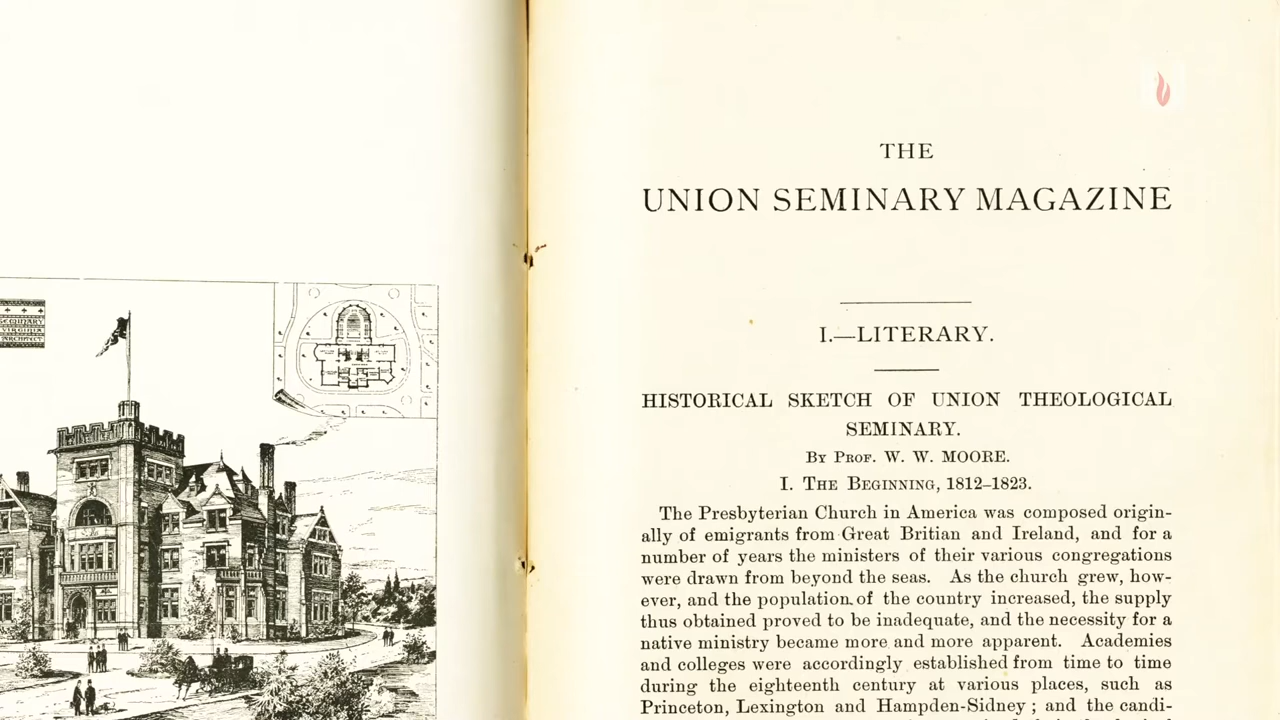 SEMINARY
VIRGINIA
ARCHITECT
THE
UNION SEMINARY MAGAZINE
I.—LITERARY.
HISTORICAL SKETCH OF UNION THEOLOGICAL
SEMINARY.
By Prof. W. W. MOORE.
I. The Beginning, 1812–1823.
The Presbyterian Church in America was composed origin-
ally of emigrants from Great Britian and Ireland, and for a
number of years the ministers of their various congregations
were drawn from beyond the seas. As the church grew, how-
ever, and the population of the country increased, the supply
thus obtained proved to be inadequate, and the necessity for a
native ministry became more and more apparent. Academies
and colleges were accordingly established from time to time
during the eighteenth century at various places, such as
Princeton, Lexington and Hampden-Sidney; and the candi-